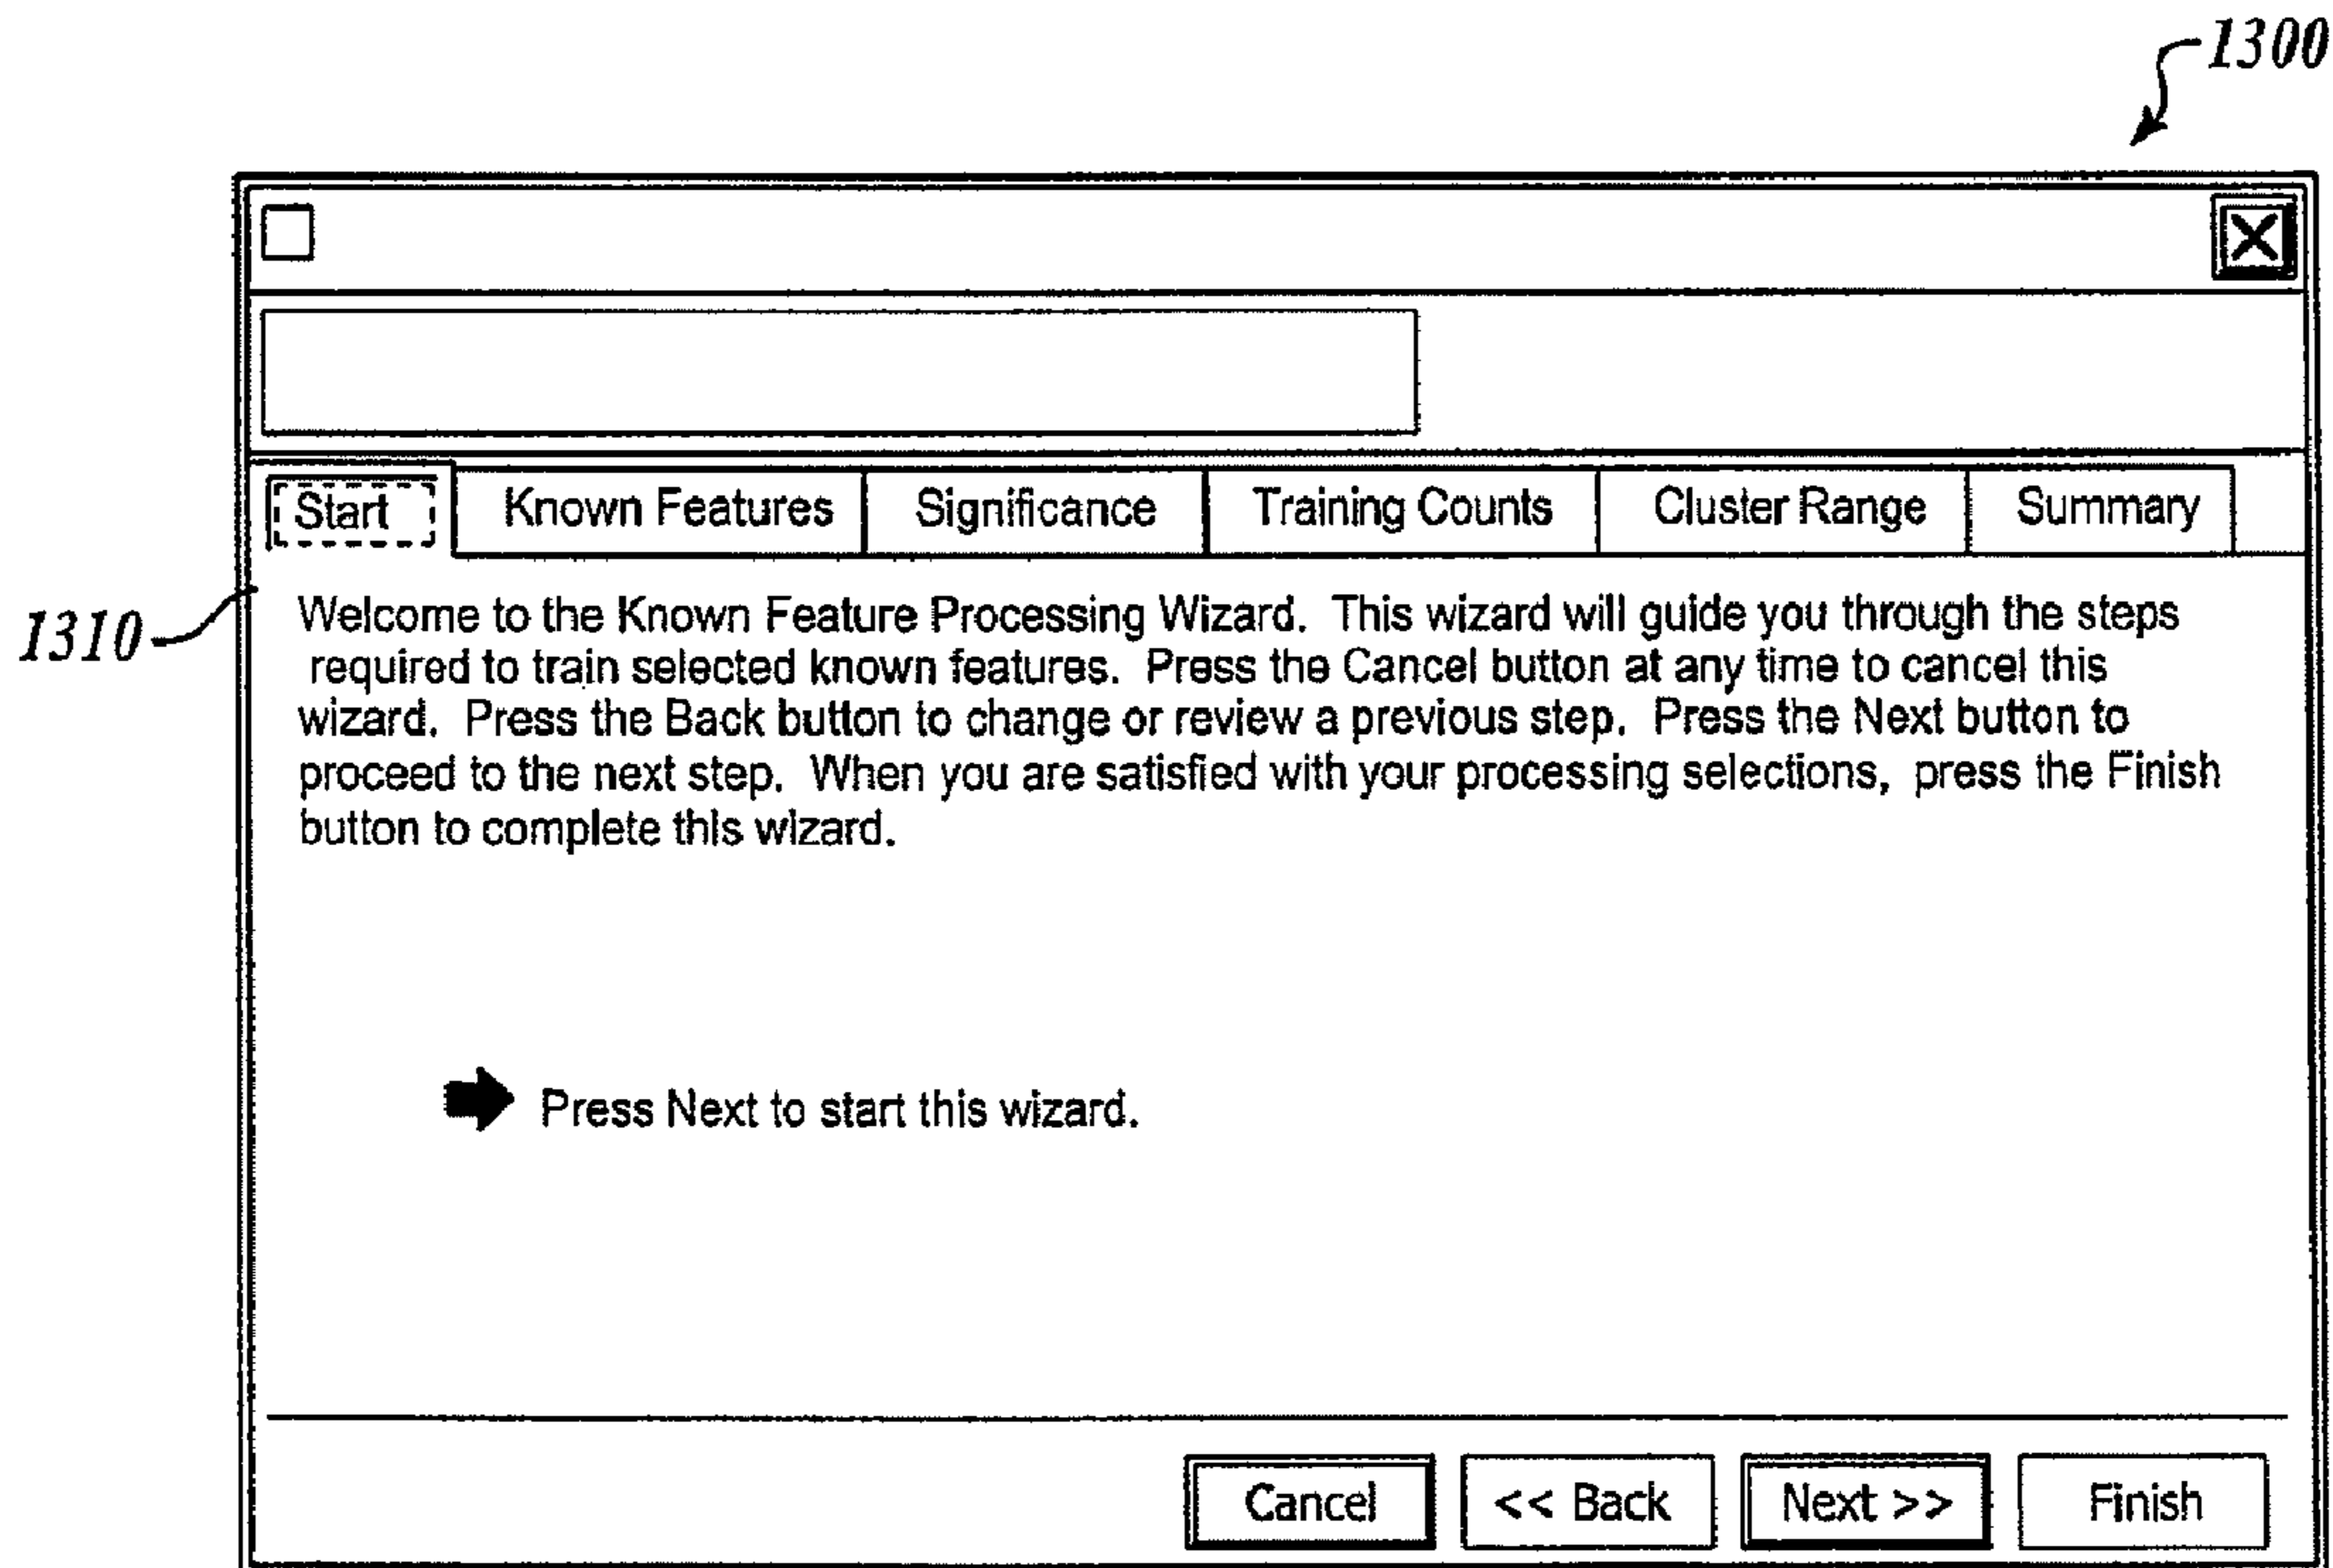 1300
Start Known Features Significance Training Counts Cluster Range Summary
1310
Welcome to the Known Feature Processing Wizard. This wizard will guide you through the steps
required to train selected known features. Press the Cancel button at any time to cancel this
wizard. Press the Back button to change or review a previous step. Press the Next button to
proceed to the next step. When you are satisfied with your processing selections, press the Finish
button to complete this wizard.
Press Next to start this wizard.
Cancel << Back Next >> Finish